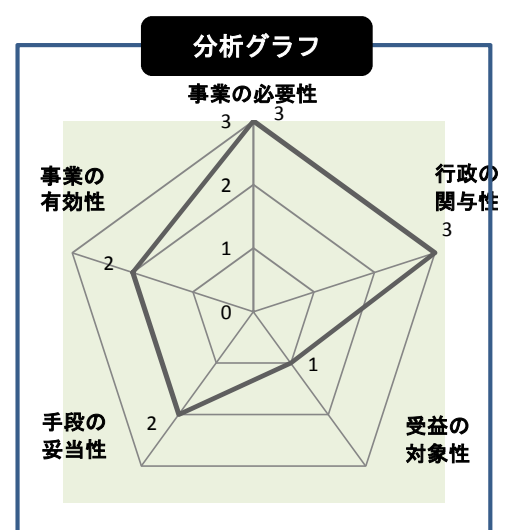 分析グラフ
事業の必要性
3
3
事業の
有効性
行政の
関与性
2
3
2
1
0
1
2
手段の
妥当性
受益の
対象性